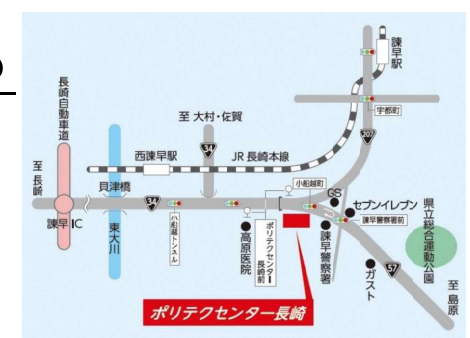 諫早駅
宇都町
207
長崎自動車道
至 大村・佐賀
34
西諫早駅
JR 長崎本線
小船越町
GS
セブンイレブン
諫早警察署前
県立総合運動公園
至 長崎
貝津橋
34
諫早 IC
東大川
小船越トンネル
高原医院
ポリテクセンター長崎前
諫早警察署
ガスト
57
至 島原
ポリテクセンター長崎